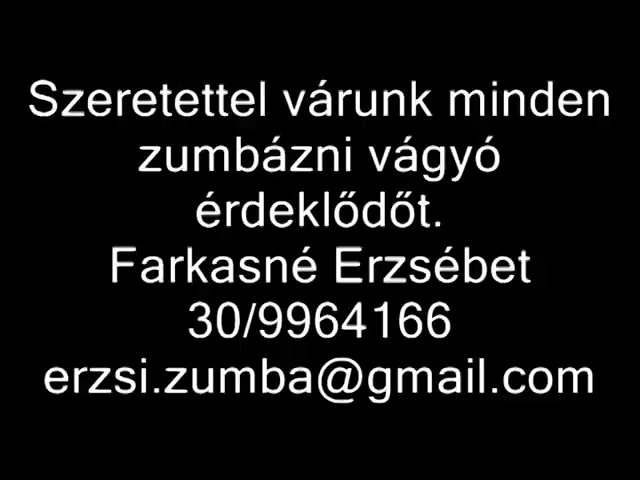 Szeretettel várunk minden
zumbázni vágyó
érdeklődőt.
Farkasné Erzsébet
30/9964166
erzsi.zumba@gmail.com